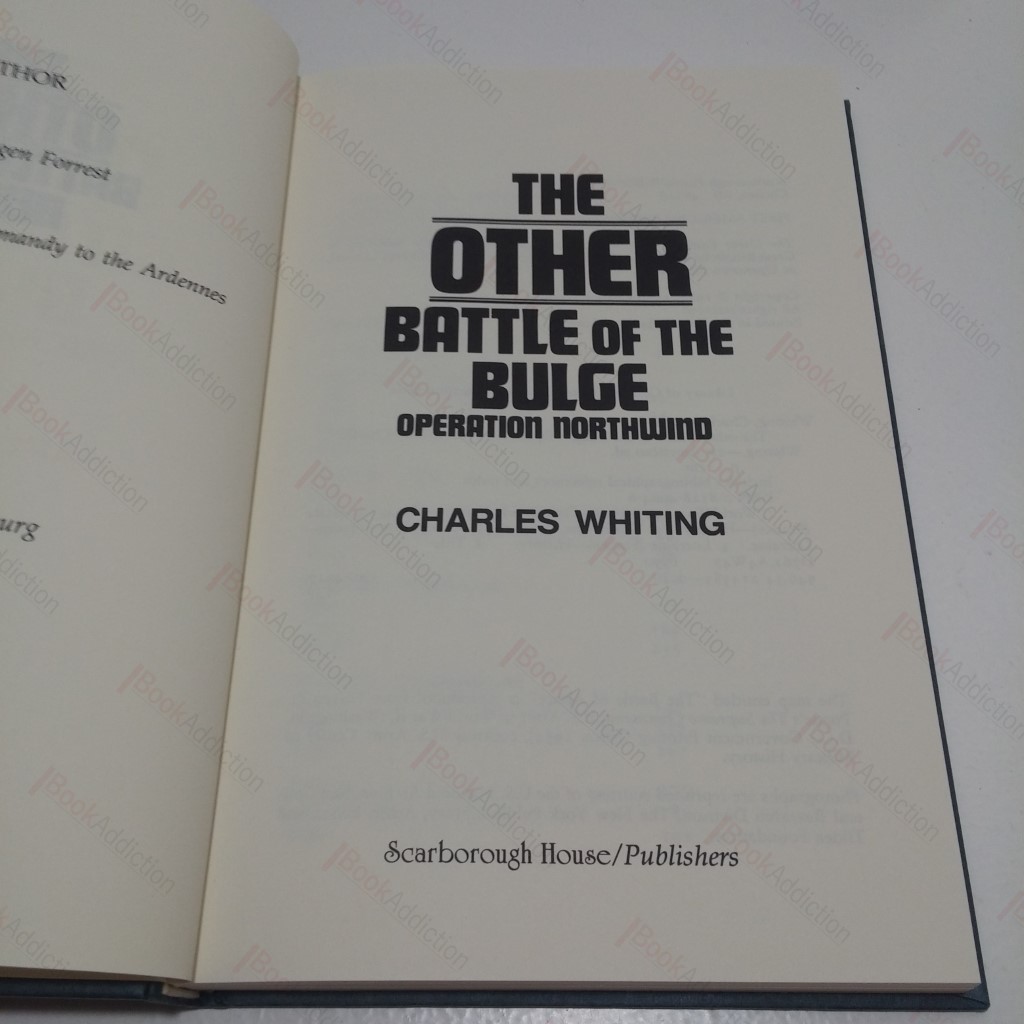 THOR
gen Forrest
mandy to the Ardennes
urg
THE
OTHER
BATTLE OF THE
BULGE
OPERATION NORTHWIND
CHARLES WHITING
Scarborough House/Publishers
BookAddiction